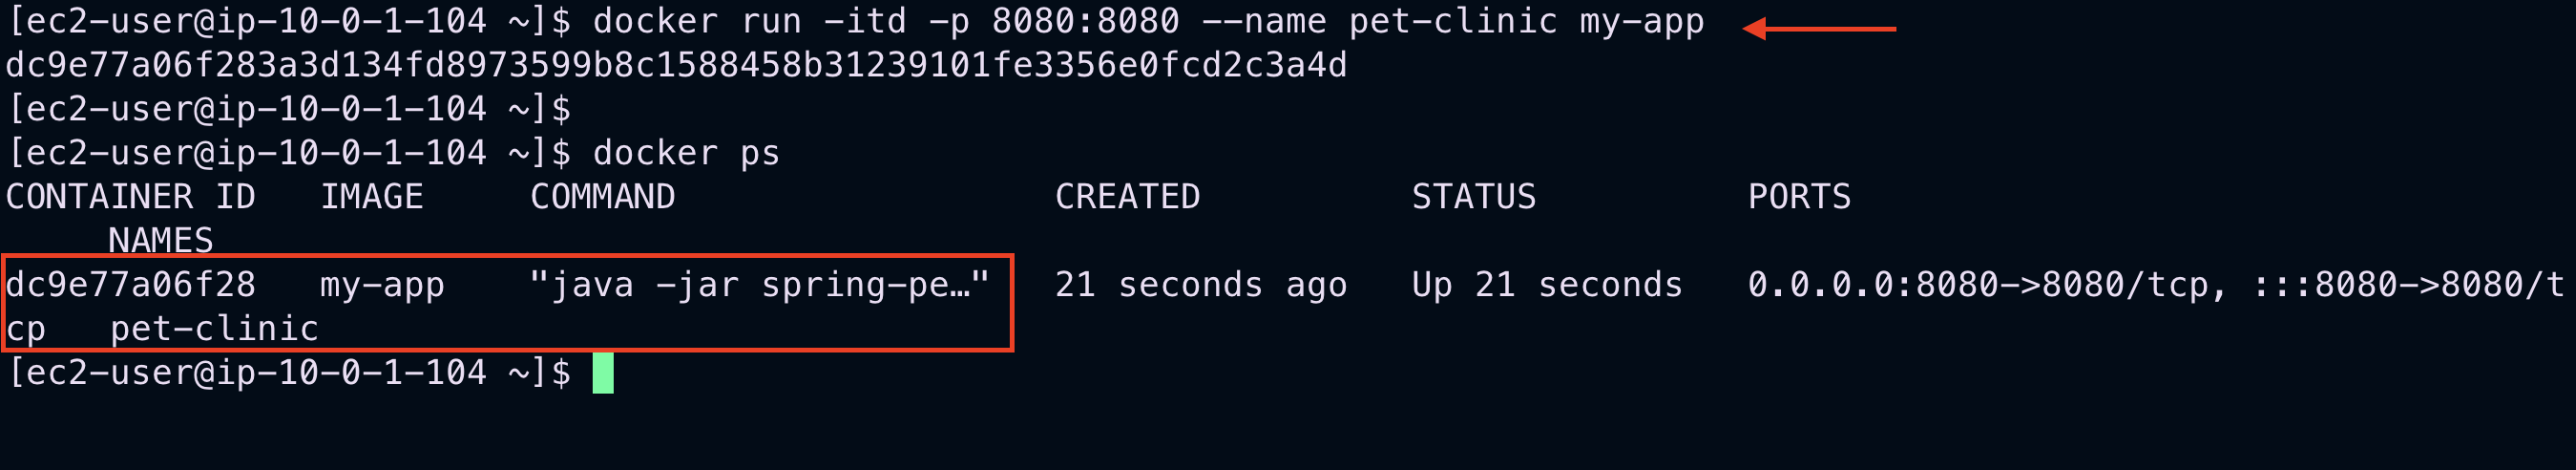 [ec2-user@ip-10-0-1-104 ~]$ docker run -itd -p 8080:8080 --name pet-clinic my-app
dc9e77a06f283a3d134fd8973599b8c1588458b31239101fe3356e0fcd2c3a4d
[ec2-user@ip-10-0-1-104 ~]$
[ec2-user@ip-10-0-1-104 ~]$ docker ps
CONTAINER ID   IMAGE     COMMAND                  CREATED          STATUS          PORTS
     NAMES
dc9e77a06f28   my-app    "java -jar spring-pe…"   21 seconds ago   Up 21 seconds   0.0.0.0:8080->8080/tcp, :::8080->8080/t
cp   pet-clinic
[ec2-user@ip-10-0-1-104 ~]$